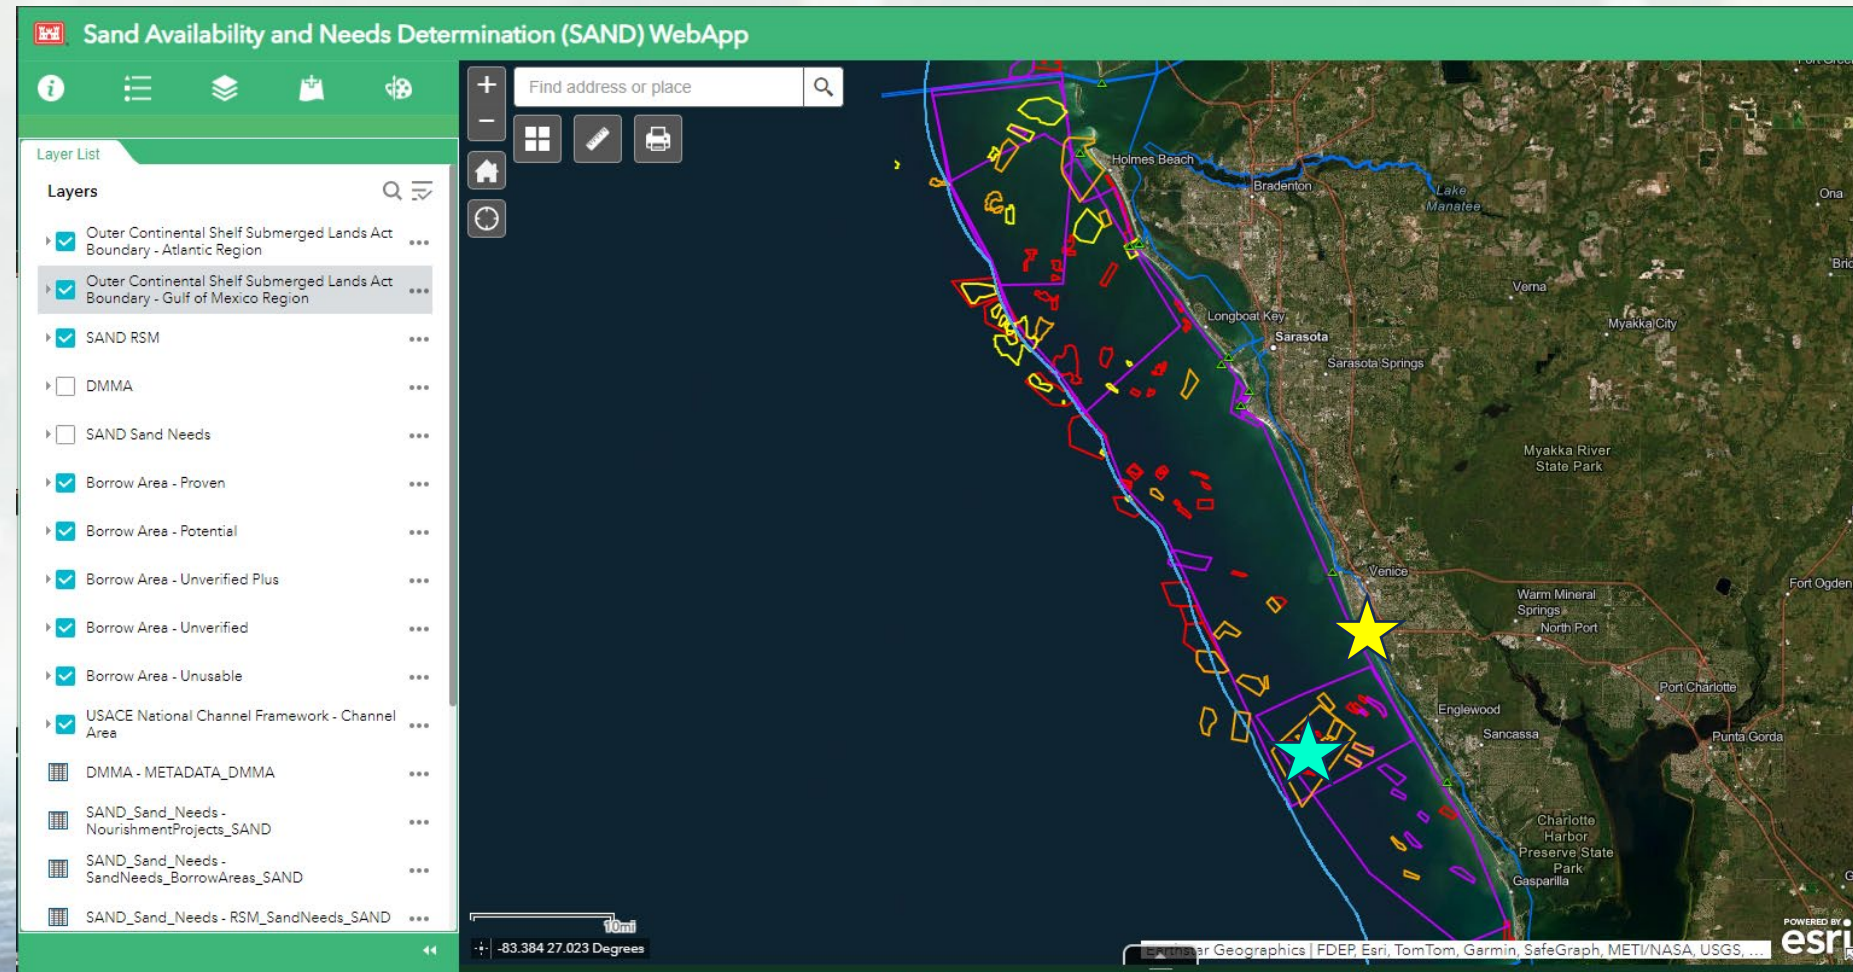 Sand Availability and Needs Determination (SAND) WebApp
Layer List
Layers
Outer Continental Shelf Submerged Lands Act
Boundary - Atlantic Region
Outer Continental Shelf Submerged Lands Act
Boundary - Gulf of Mexico Region
SAND RSM
DMMA
SAND Sand Needs
Borrow Area - Proven
Borrow Area - Potential
Borrow Area - Unverified Plus
Borrow Area - Unverified
Borrow Area - Unusable
USACE National Channel Framework - Channel
Area
DMMA - METADATA_DMMA
SAND_Sand_Needs -
NourishmentProjects_SAND
SAND_Sand_Needs -
SandNeeds_BorrowAreas_SAND
SAND_Sand_Needs - RSM_SandNeeds_SAND
Find address or place
Holmes Beach
Bradenton
Lake
Manatee
Ona
Verna
Myakka City
Longboat Key
Sarasota
Sarasota Springs
Myakka River
State Park
Venice
Fort Ogden
Warm Mineral
Springs
North Port
Port Charlotte
Englewood
Sancassa
Punta Gorda
Charlotte
Harbor
Preserve State
Park
Gasparilla
10mi
-83.384 27.023 Degrees
Earthstar Geographics | FDEP, Esri, TomTom, Garmin, SafeGraph, METI/NASA, USGS, ...
POWERED BY
esri